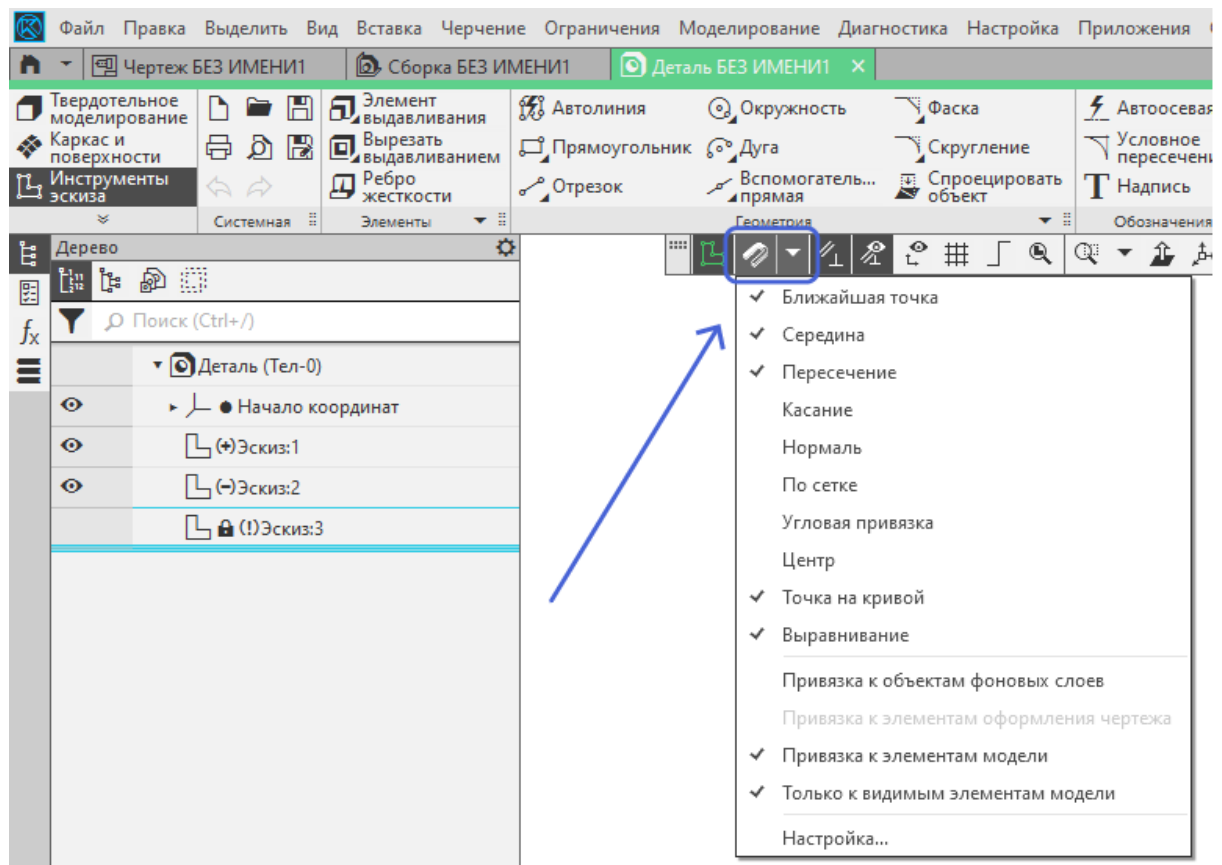 Файл Правка Выделить Вид Вставка Черчение Ограничения Моделирование Диагностика Настройка Приложения
Чертеж БЕЗ ИМЕНИ1 Сборка БЕЗ ИМЕНИ1 Деталь БЕЗ ИМЕНИ1
Твердотельное
моделирование
Каркас и
поверхности
Инструменты
эскиза
Системная
Элемент
выдавливания
Вырезать
выдавливанием
Ребро
жесткости
Элементы
Автолиния
Прямоугольник
Отрезок
Окружность
Дуга
Вспомогатель...
прямая
Фаска
Скругление
Спроецировать
объект
Геометрия
Автоосевая
Условное
пересечени
Надпись
Обозначения
Дерево
Поиск (Ctrl+/)
Деталь (Тел-0)
Начало координат
(+)Эскиз:1
(−)Эскиз:2
(!)Эскиз:3
Ближайшая точка
Середина
Пересечение
Касание
Нормаль
По сетке
Угловая привязка
Центр
Точка на кривой
Выравнивание
Привязка к объектам фоновых слоев
Привязка к элементам оформления чертежа
Привязка к элементам модели
Только к видимым элементам модели
Настройка...